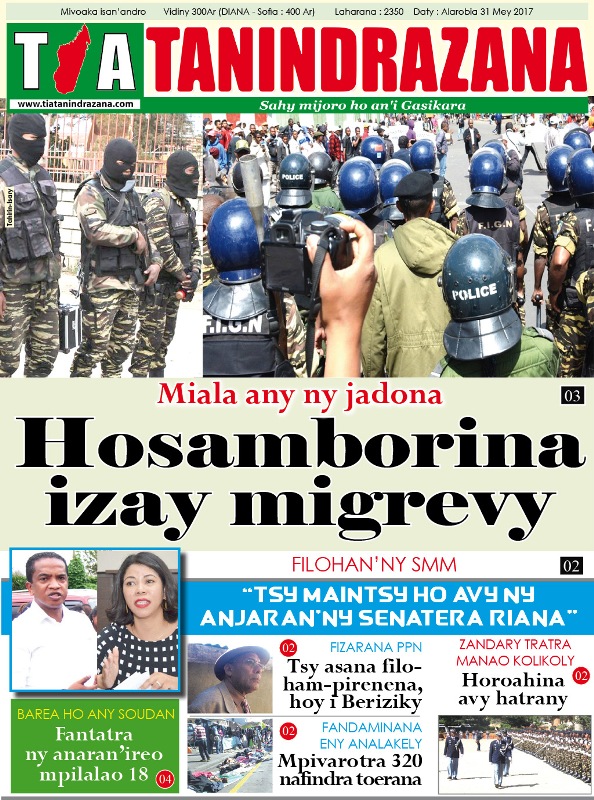 Mivoaka isan'andro Vidiny 300Ar (DIANA - Sofia : 400 Ar) Laharana : 2350 Daty : Alarobia 31 Mey 2017
TIA TANINDRAZANA
www.tiatanindrazana.com
Sahy mijoro ho an'i Gasikara
POLICE
F.I.G.N
POLICE
F.I.G.N
Miala any ny jadona
03
Hosamborina
izay migrevy
FILOHAN'NY SMM
02
"TSY MAINTSY HO AVY NY
ANJARAN'NY SENATERA RIANA"
02
FIZARANA PPN
Tsy asana filo-
ham-pirenena,
hoy i Beriziky
ZANDARY TRATRA
MANAO KOLIKOLY
02
Horoahina
avy hatrany
BAREA HO ANY SOUDAN
Fantatra
ny anaran'ireo
mpilalao 18
04
02
FANDAMINANA
ENY ANALAKELY
Mpivarotra 320
nafindra toerana